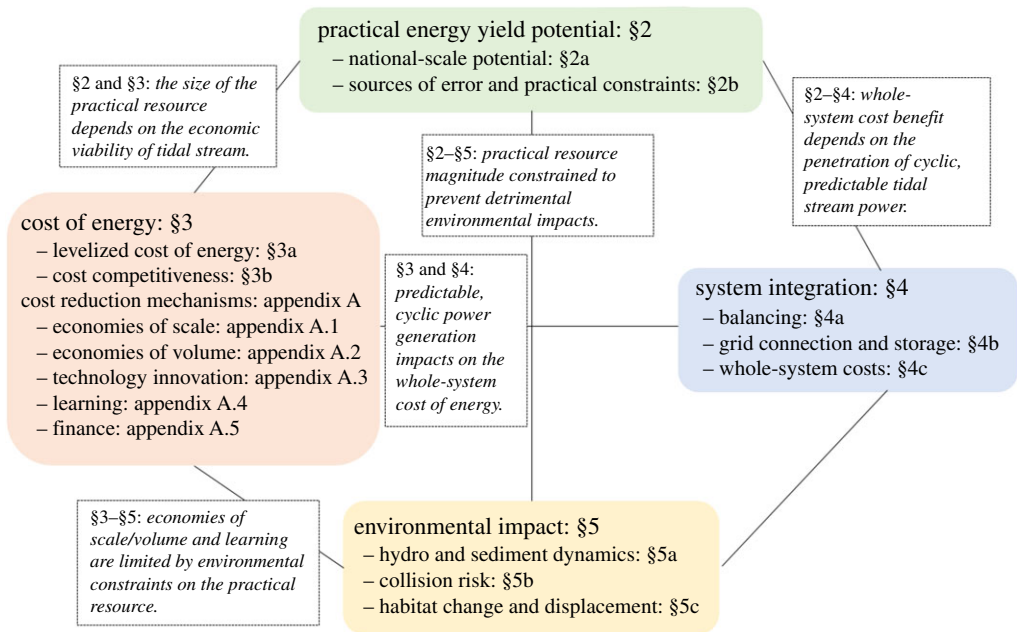 practical energy yield potential: §2
– national-scale potential: §2a
– sources of error and practical constraints: §2b
§2 and §3: the size of the
practical resource
depends on the economic
viability of tidal stream.
§2–§5: practical resource
magnitude constrained to
prevent detrimental
environmental impacts.
§2–§4: whole-
system cost benefit
depends on the
penetration of cyclic,
predictable tidal
stream power.
cost of energy: §3
– levelized cost of energy: §3a
– cost competitiveness: §3b
cost reduction mechanisms: appendix A
– economies of scale: appendix A.1
– economies of volume: appendix A.2
– technology innovation: appendix A.3
– learning: appendix A.4
– finance: appendix A.5
§3 and §4:
predictable,
cyclic power
generation
impacts on the
whole-system
cost of energy.
system integration: §4
– balancing: §4a
– grid connection and storage: §4b
– whole-system costs: §4c
§3–§5: economies of
scale/volume and learning
are limited by environmental
constraints on the practical
resource.
environmental impact: §5
– hydro and sediment dynamics: §5a
– collision risk: §5b
– habitat change and displacement: §5c